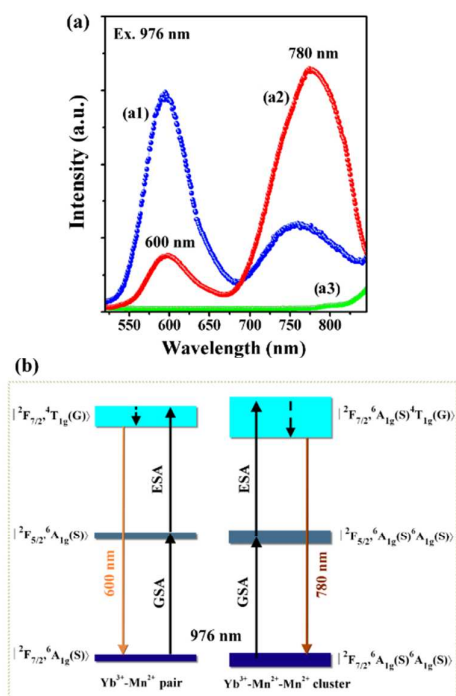 (a)
Ex. 976 nm
780 nm
(a1)
(a2)
600 nm
(a3)
Intensity (a.u.)
550 600 650 700 750 800
Wavelength (nm)
(b)
|²F₇/₂,⁴T₁g(G)⟩
|²F₇/₂,⁶A₁g(S)⁴T₁g(G)⟩
ESA
ESA
|²F₅/₂,⁶A₁g(S)⟩
|²F₅/₂,⁶A₁g(S)⁶A₁g(S)⟩
600 nm
GSA
GSA
780 nm
976 nm
|²F₇/₂,⁶A₁g(S)⟩
|²F₇/₂,⁶A₁g(S)⁶A₁g(S)⟩
Yb³⁺-Mn²⁺ pair
Yb³⁺-Mn²⁺-Mn²⁺ cluster